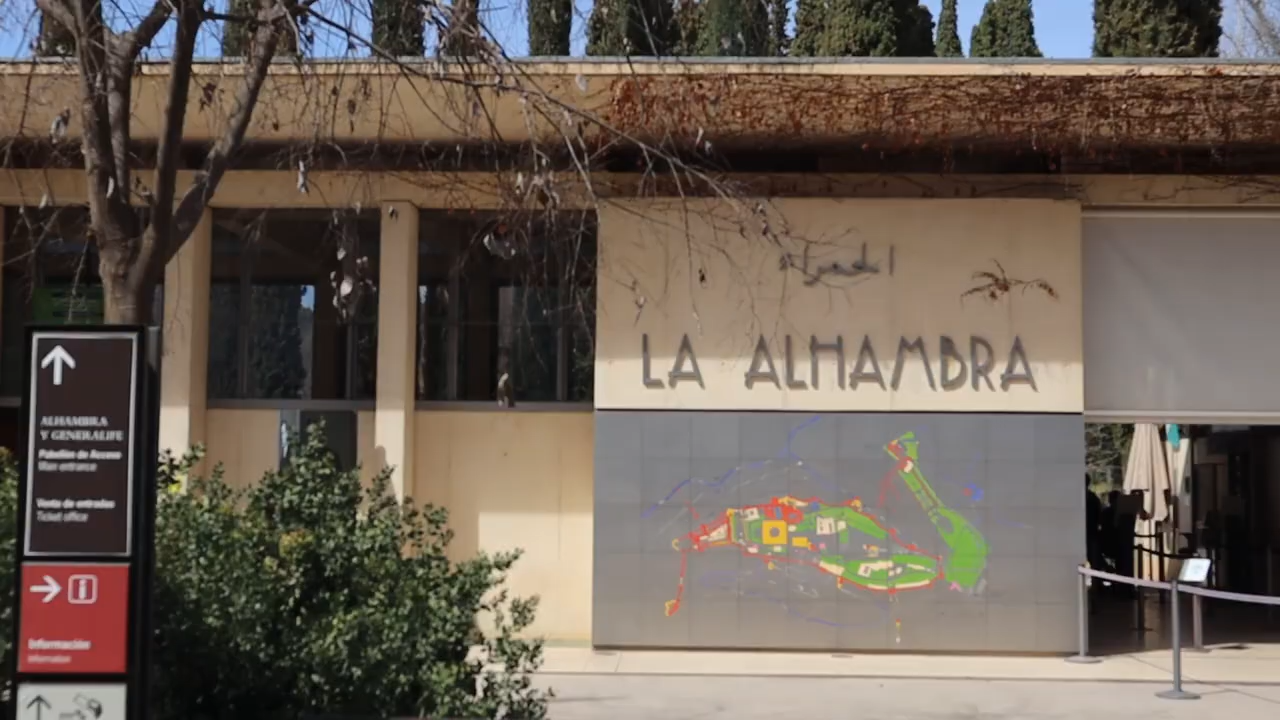 الحمراء
LA ALHAMBRA
ALHAMBRA
Y GENERALIFE
Pabellón de Acceso
Main entrance
Venta de entradas
Ticket office
i
Información
Information